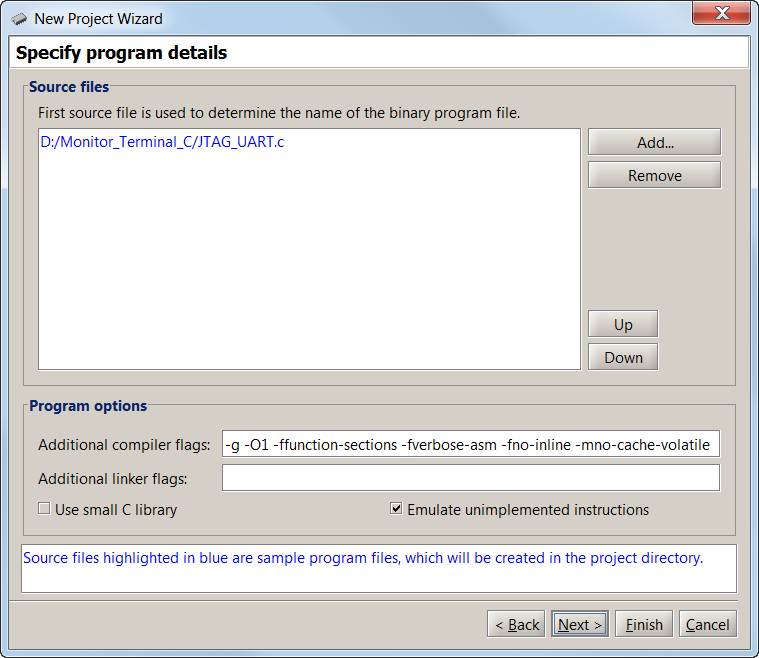 New Project Wizard
Specify program details
Source files
First source file is used to determine the name of the binary program file.
D:/Monitor_Terminal_C/JTAG_UART.c
Add...
Remove
Up
Down
Program options
Additional compiler flags: -g -O1 -ffunction-sections -fverbose-asm -fno-inline -mno-cache-volatile
Additional linker flags:
Use small C library Emulate unimplemented instructions
Source files highlighted in blue are sample program files, which will be created in the project directory.
< Back Next > Finish Cancel